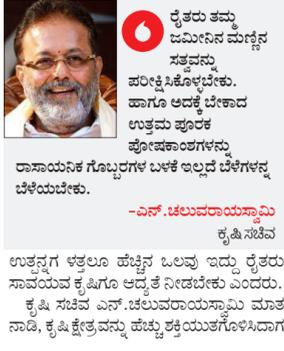 ರೈತರು ತಮ್ಮ
ಜಮೀನಿನ ಮಣ್ಣಿನ
ಸತ್ವವನ್ನು
ಪರೀಕ್ಷಿಸಿಕೊಳ್ಳಬೇಕು.
ಹಾಗೂ ಅದಕ್ಕೆ ಬೇಕಾದ
ಉತ್ತಮ ಪೂರಕ
ಪೋಷಕಾಂಶಗಳನ್ನು
ರಾಸಾಯನಿಕ ಗೊಬ್ಬರಗಳ ಬಳಕೆ ಇಲ್ಲದೆ ಬೆಳೆಗಳನ್ನ
ಬೆಳೆಯಬೇಕು.
–ಎನ್.ಚಲುವರಾಯಸ್ವಾಮಿ
ಕೃಷಿ ಸಚಿವ
ಉತ್ಪನ್ನಗ ಳತ್ತಲೂ ಹೆಚ್ಚಿನ ಒಲವು ಇದ್ದು ರೈತರು
ಸಾವಯವ ಕೃಷಿಗೂ ಆದ್ಯತೆ ನೀಡಬೇಕು ಎಂದರು.
ಕೃಷಿ ಸಚಿವ ಎನ್.ಚಲುವರಾಯಸ್ವಾಮಿ ಮಾತ
ನಾಡಿ, ಕೃಷಿ ಕ್ಷೇತ್ರವನ್ನು ಹೆಚ್ಚು ಶಕ್ತಿಯುತಗೊಳಿಸಿದಾಗ